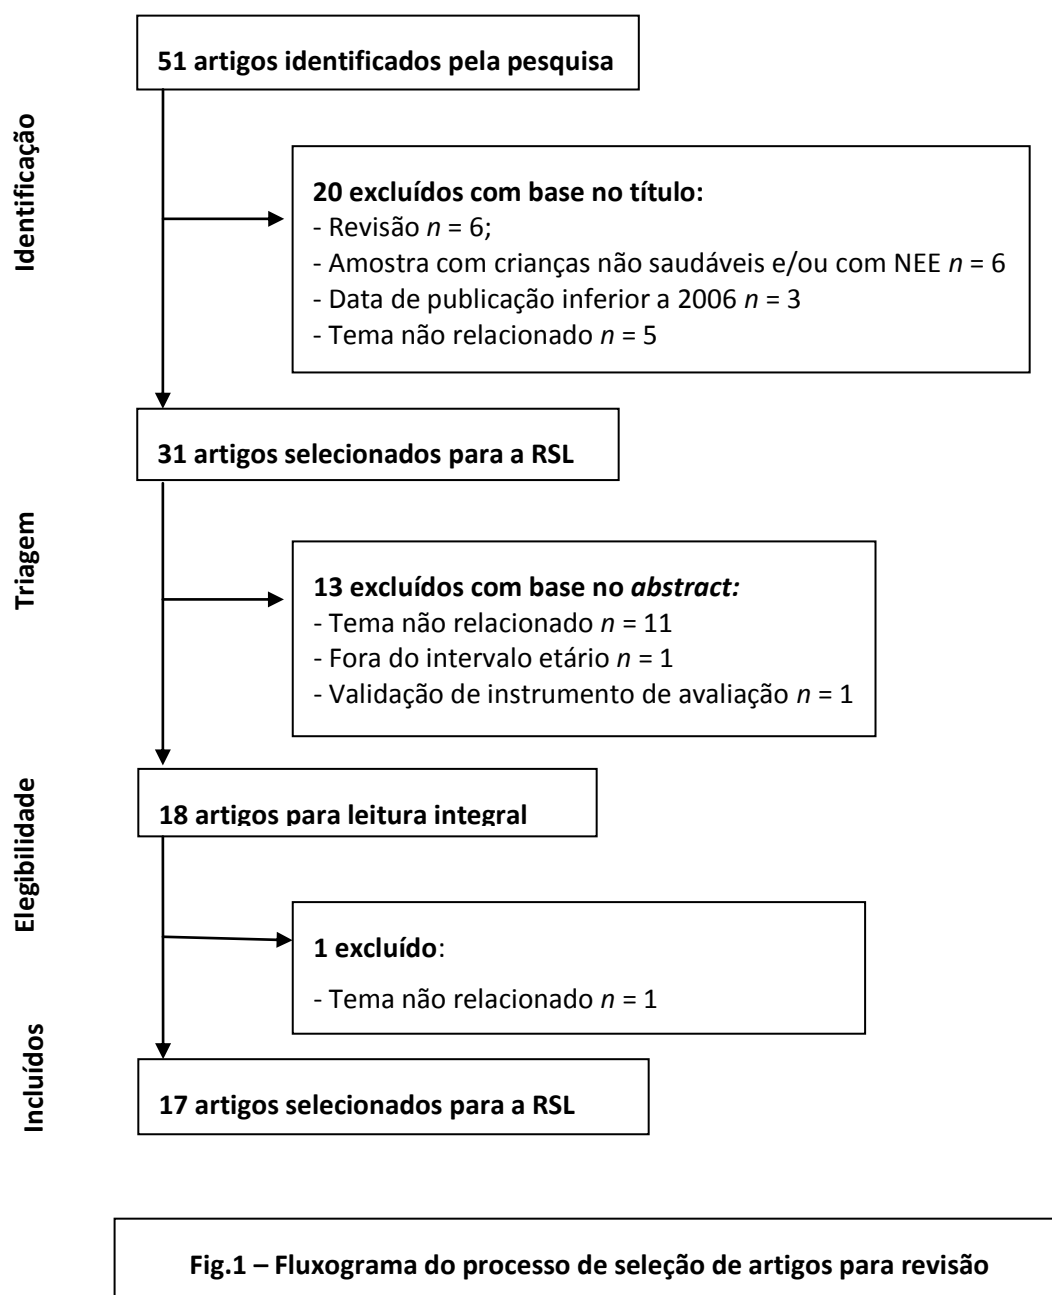 51 artigos identificados pela pesquisa
Identificação
20 excluídos com base no título:
- Revisão n = 6;
- Amostra com crianças não saudáveis e/ou com NEE n = 6
- Data de publicação inferior a 2006 n = 3
- Tema não relacionado n = 5
31 artigos selecionados para a RSL
Triagem
13 excluídos com base no abstract:
- Tema não relacionado n = 11
- Fora do intervalo etário n = 1
- Validação de instrumento de avaliação n = 1
18 artigos para leitura integral
Elegibilidade
1 excluído:
- Tema não relacionado n = 1
Incluídos
17 artigos selecionados para a RSL
Fig.1 – Fluxograma do processo de seleção de artigos para revisão